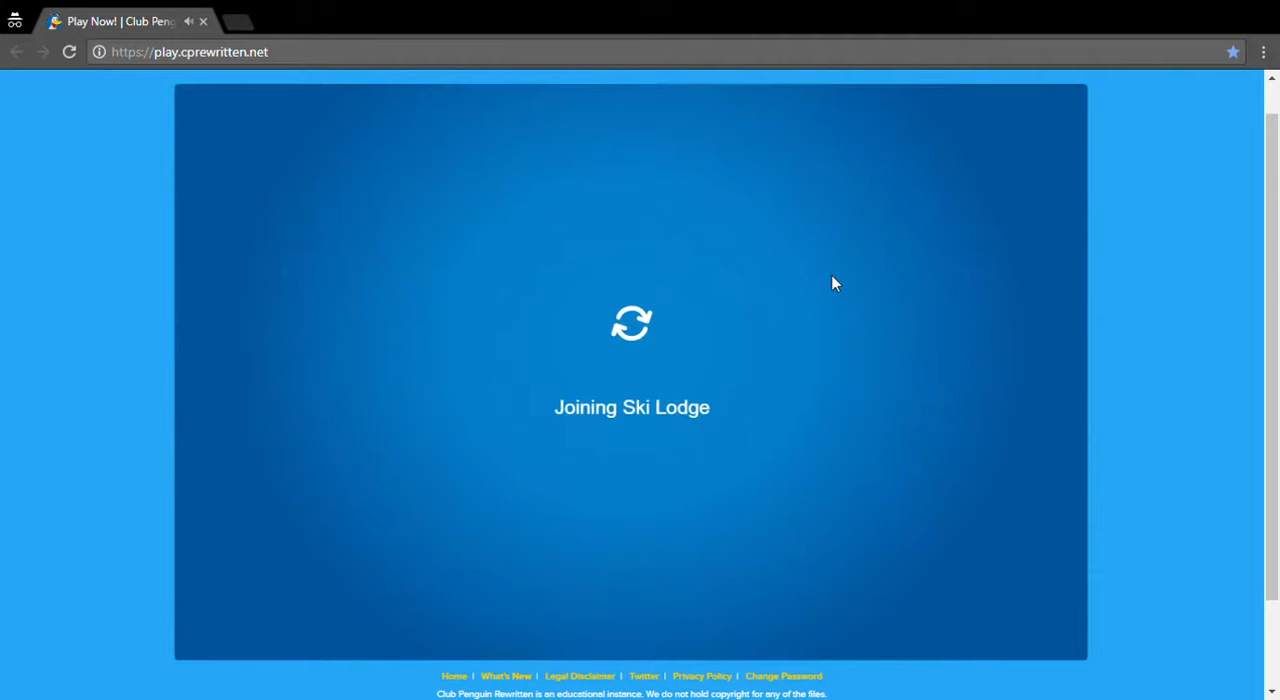 Play Now! | Club Peng
https://play.cprewritten.net
Joining Ski Lodge
Home | What's New | Legal Disclaimer | Twitter | Privacy Policy | Change Password
Club Penguin Rewritten is an educational instance. We do not hold copyright for any of the files.